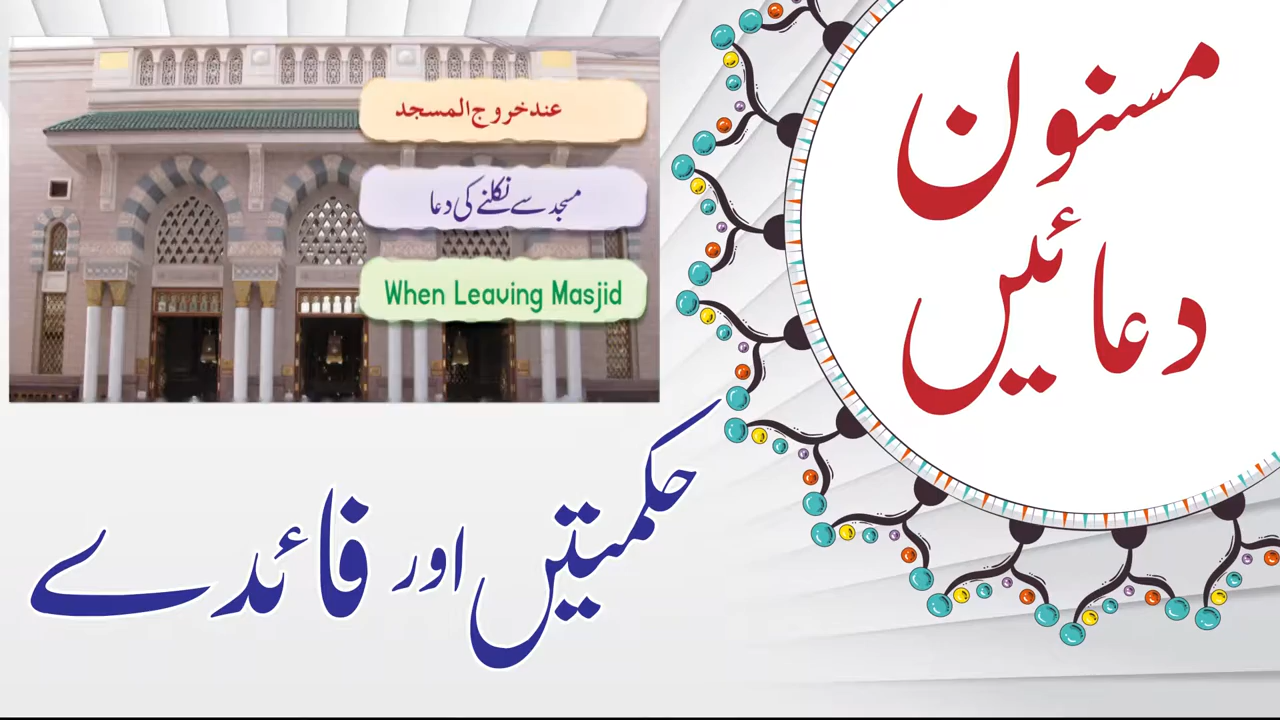 مسنون
دعائیں
عند خروج المسجد
مسجد سے نکلنے کی دعا
When Leaving Masjid
حکمتیں اور فائدے